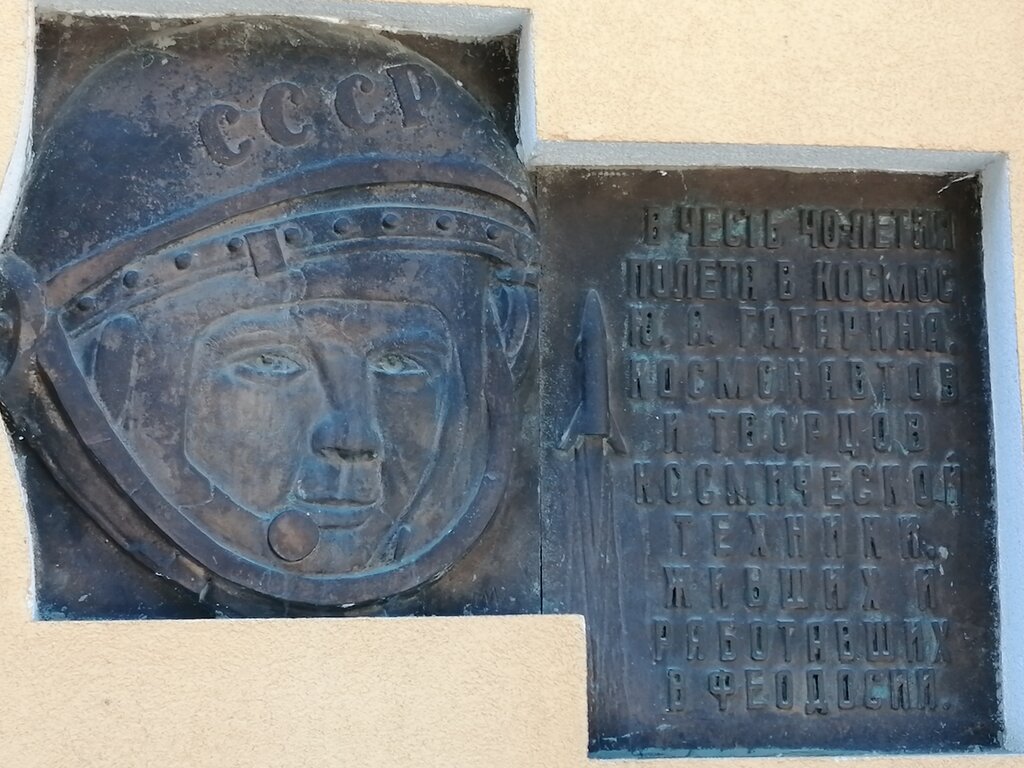 СССР
В ЧЕСТЬ 40-ЛЕТИЯ
ПОЛЕТА В КОСМОС
Ю. А. ГАГАРИНА.
КОСМОНАВТОВ
И ТВОРЦОВ
КОСМИЧЕСКОЙ
ТЕХНИКИ.
ЖИВШИХ И
РАБОТАВШИХ
В ФЕОДОСИИ.